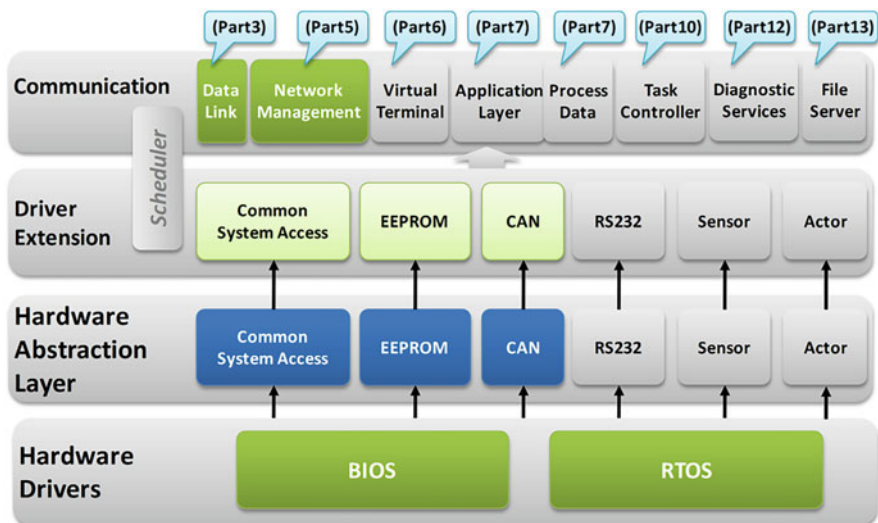 (Part3) (Part5) (Part6) (Part7) (Part7) (Part10) (Part12) (Part13)
Communication
Data
Link
Network
Management
Virtual
Terminal
Application
Layer
Process
Data
Task
Controller
Diagnostic
Services
File
Server
Scheduler
Driver
Extension
Common
System Access
EEPROM
CAN
RS232
Sensor
Actor
Hardware
Abstraction
Layer
Common
System Access
EEPROM
CAN
RS232
Sensor
Actor
Hardware
Drivers
BIOS
RTOS